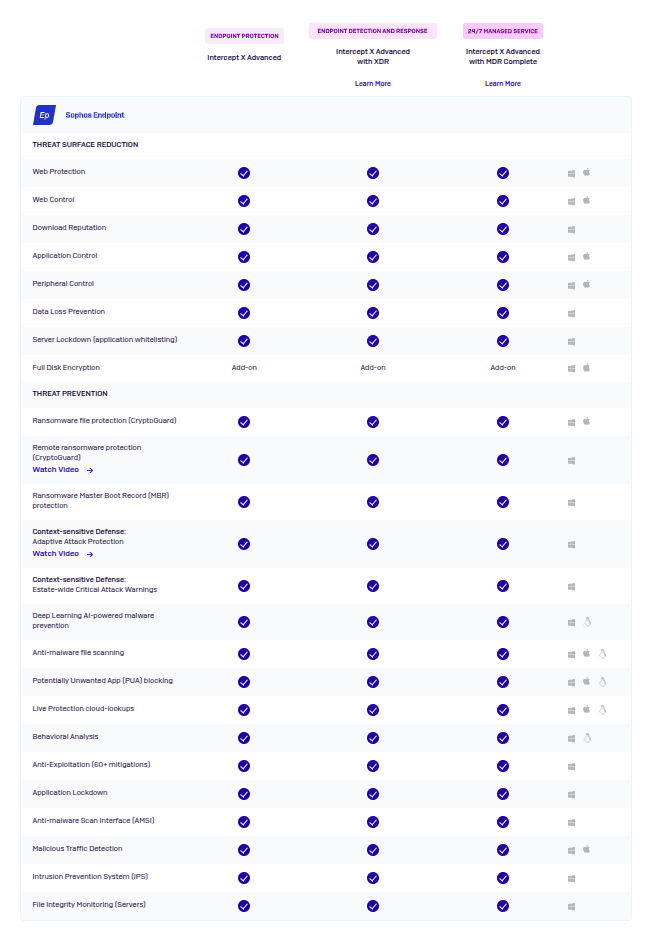 ENDPOINT PROTECTION
ENDPOINT DETECTION AND RESPONSE
24/7 MANAGED SERVICE
Intercept X Advanced
Intercept X Advanced
with XDR
Intercept X Advanced
with MDR Complete
Learn More
Learn More
Ep
Sophos Endpoint
THREAT SURFACE REDUCTION
Web Protection
Web Control
Download Reputation
Application Control
Peripheral Control
Data Loss Prevention
Server Lockdown (application whitelisting)
Full Disk Encryption
Add-on
Add-on
Add-on
THREAT PREVENTION
Ransomware file protection (CryptoGuard)
Remote ransomware protection
(CryptoGuard)
Watch Video →
Ransomware Master Boot Record (MBR)
protection
Context-sensitive Defense:
Adaptive Attack Protection
Watch Video →
Context-sensitive Defense:
Estate-wide Critical Attack Warnings
Deep Learning AI-powered malware
prevention
Anti-malware file scanning
Potentially Unwanted App (PUA) blocking
Live Protection cloud-lookups
Behavioral Analysis
Anti-Exploitation (60+ mitigations)
Application Lockdown
Anti-malware Scan Interface (AMSI)
Malicious Traffic Detection
Intrusion Prevention System (IPS)
File Integrity Monitoring (Servers)